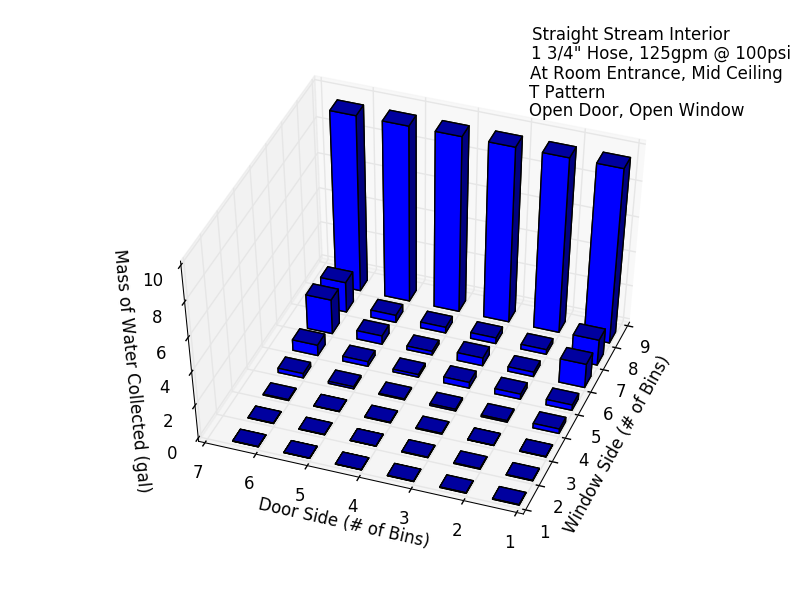 Straight Stream Interior
1 3/4" Hose, 125gpm @ 100psi
At Room Entrance, Mid Ceiling
T Pattern
Open Door, Open Window
10
8
6
4
2
0
Mass of Water Collected (gal)
7
6
5
4
3
2
1
Door Side (# of Bins)
1
2
3
4
5
6
7
8
9
Window Side (# of Bins)